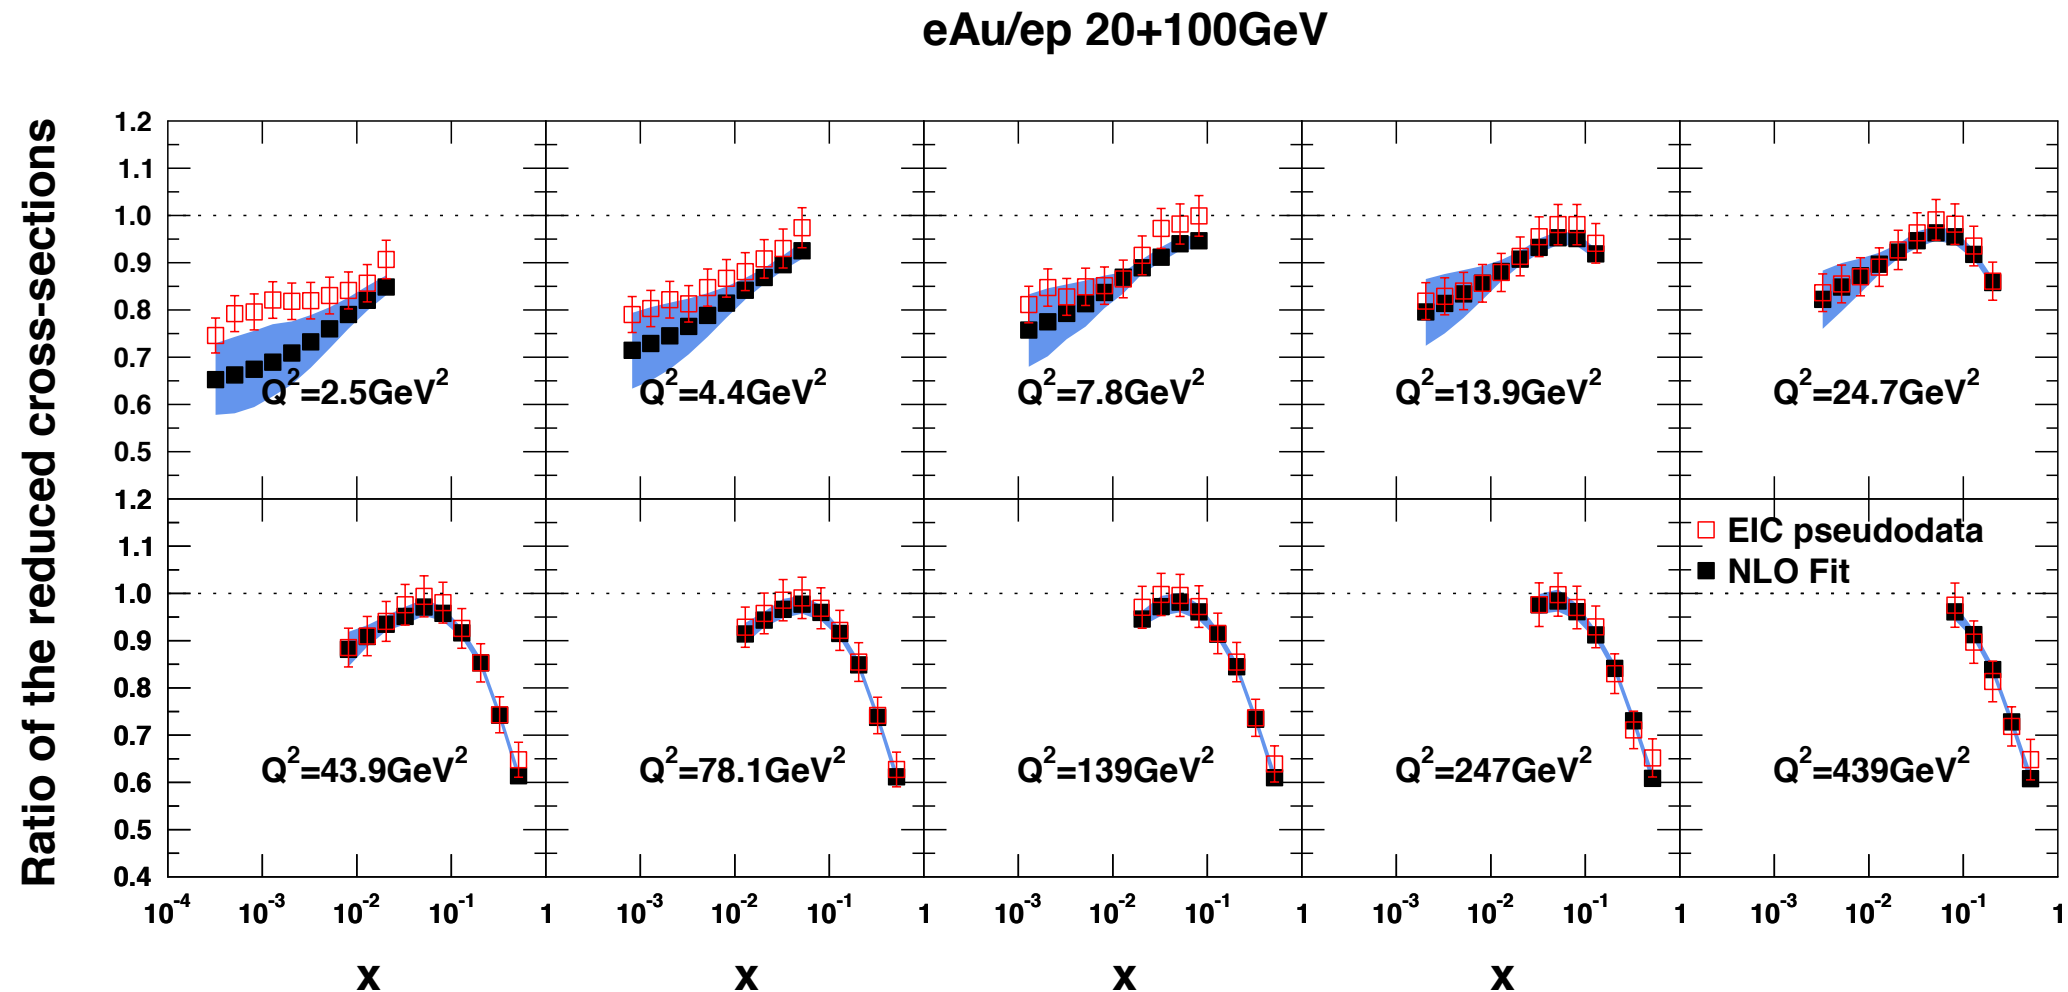 eAu/ep 20+100GeV
Ratio of the reduced cross-sections
1.2
1.1
1.0
0.9
0.8
0.7
0.6
0.5
Q²=2.5GeV²
Q²=4.4GeV²
Q²=7.8GeV²
Q²=13.9GeV²
Q²=24.7GeV²
1.2
1.1
1.0
0.9
0.8
0.7
0.6
0.5
0.4
EIC pseudodata
NLO Fit
Q²=43.9GeV²
Q²=78.1GeV²
Q²=139GeV²
Q²=247GeV²
Q²=439GeV²
10⁻⁴ 10⁻³ 10⁻² 10⁻¹ 1 10⁻³ 10⁻² 10⁻¹ 1 10⁻³ 10⁻² 10⁻¹ 1 10⁻³ 10⁻² 10⁻¹ 1 10⁻³ 10⁻² 10⁻¹ 1
x x x x